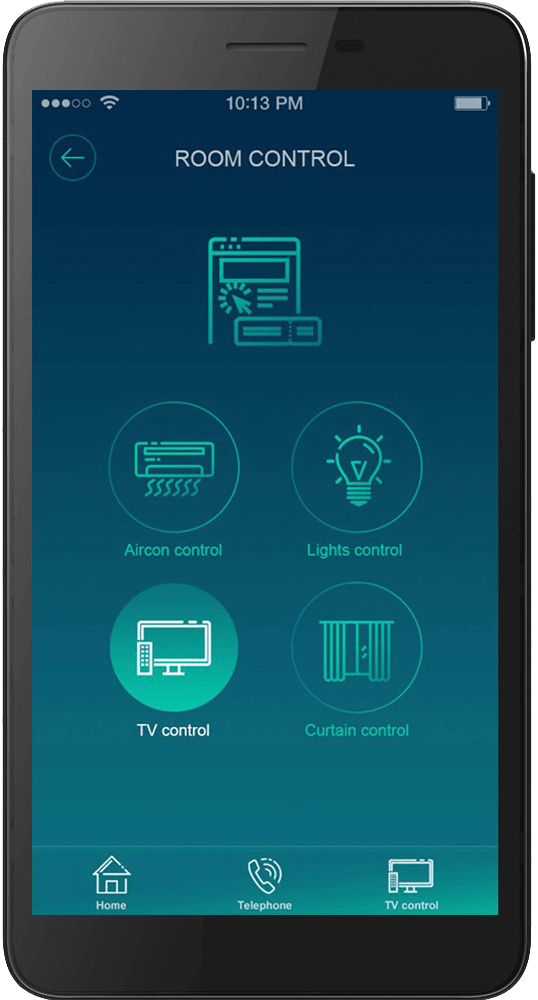 10:13 PM
ROOM CONTROL
Aircon control
Lights control
TV control
Curtain control
Home
Telephone
TV control